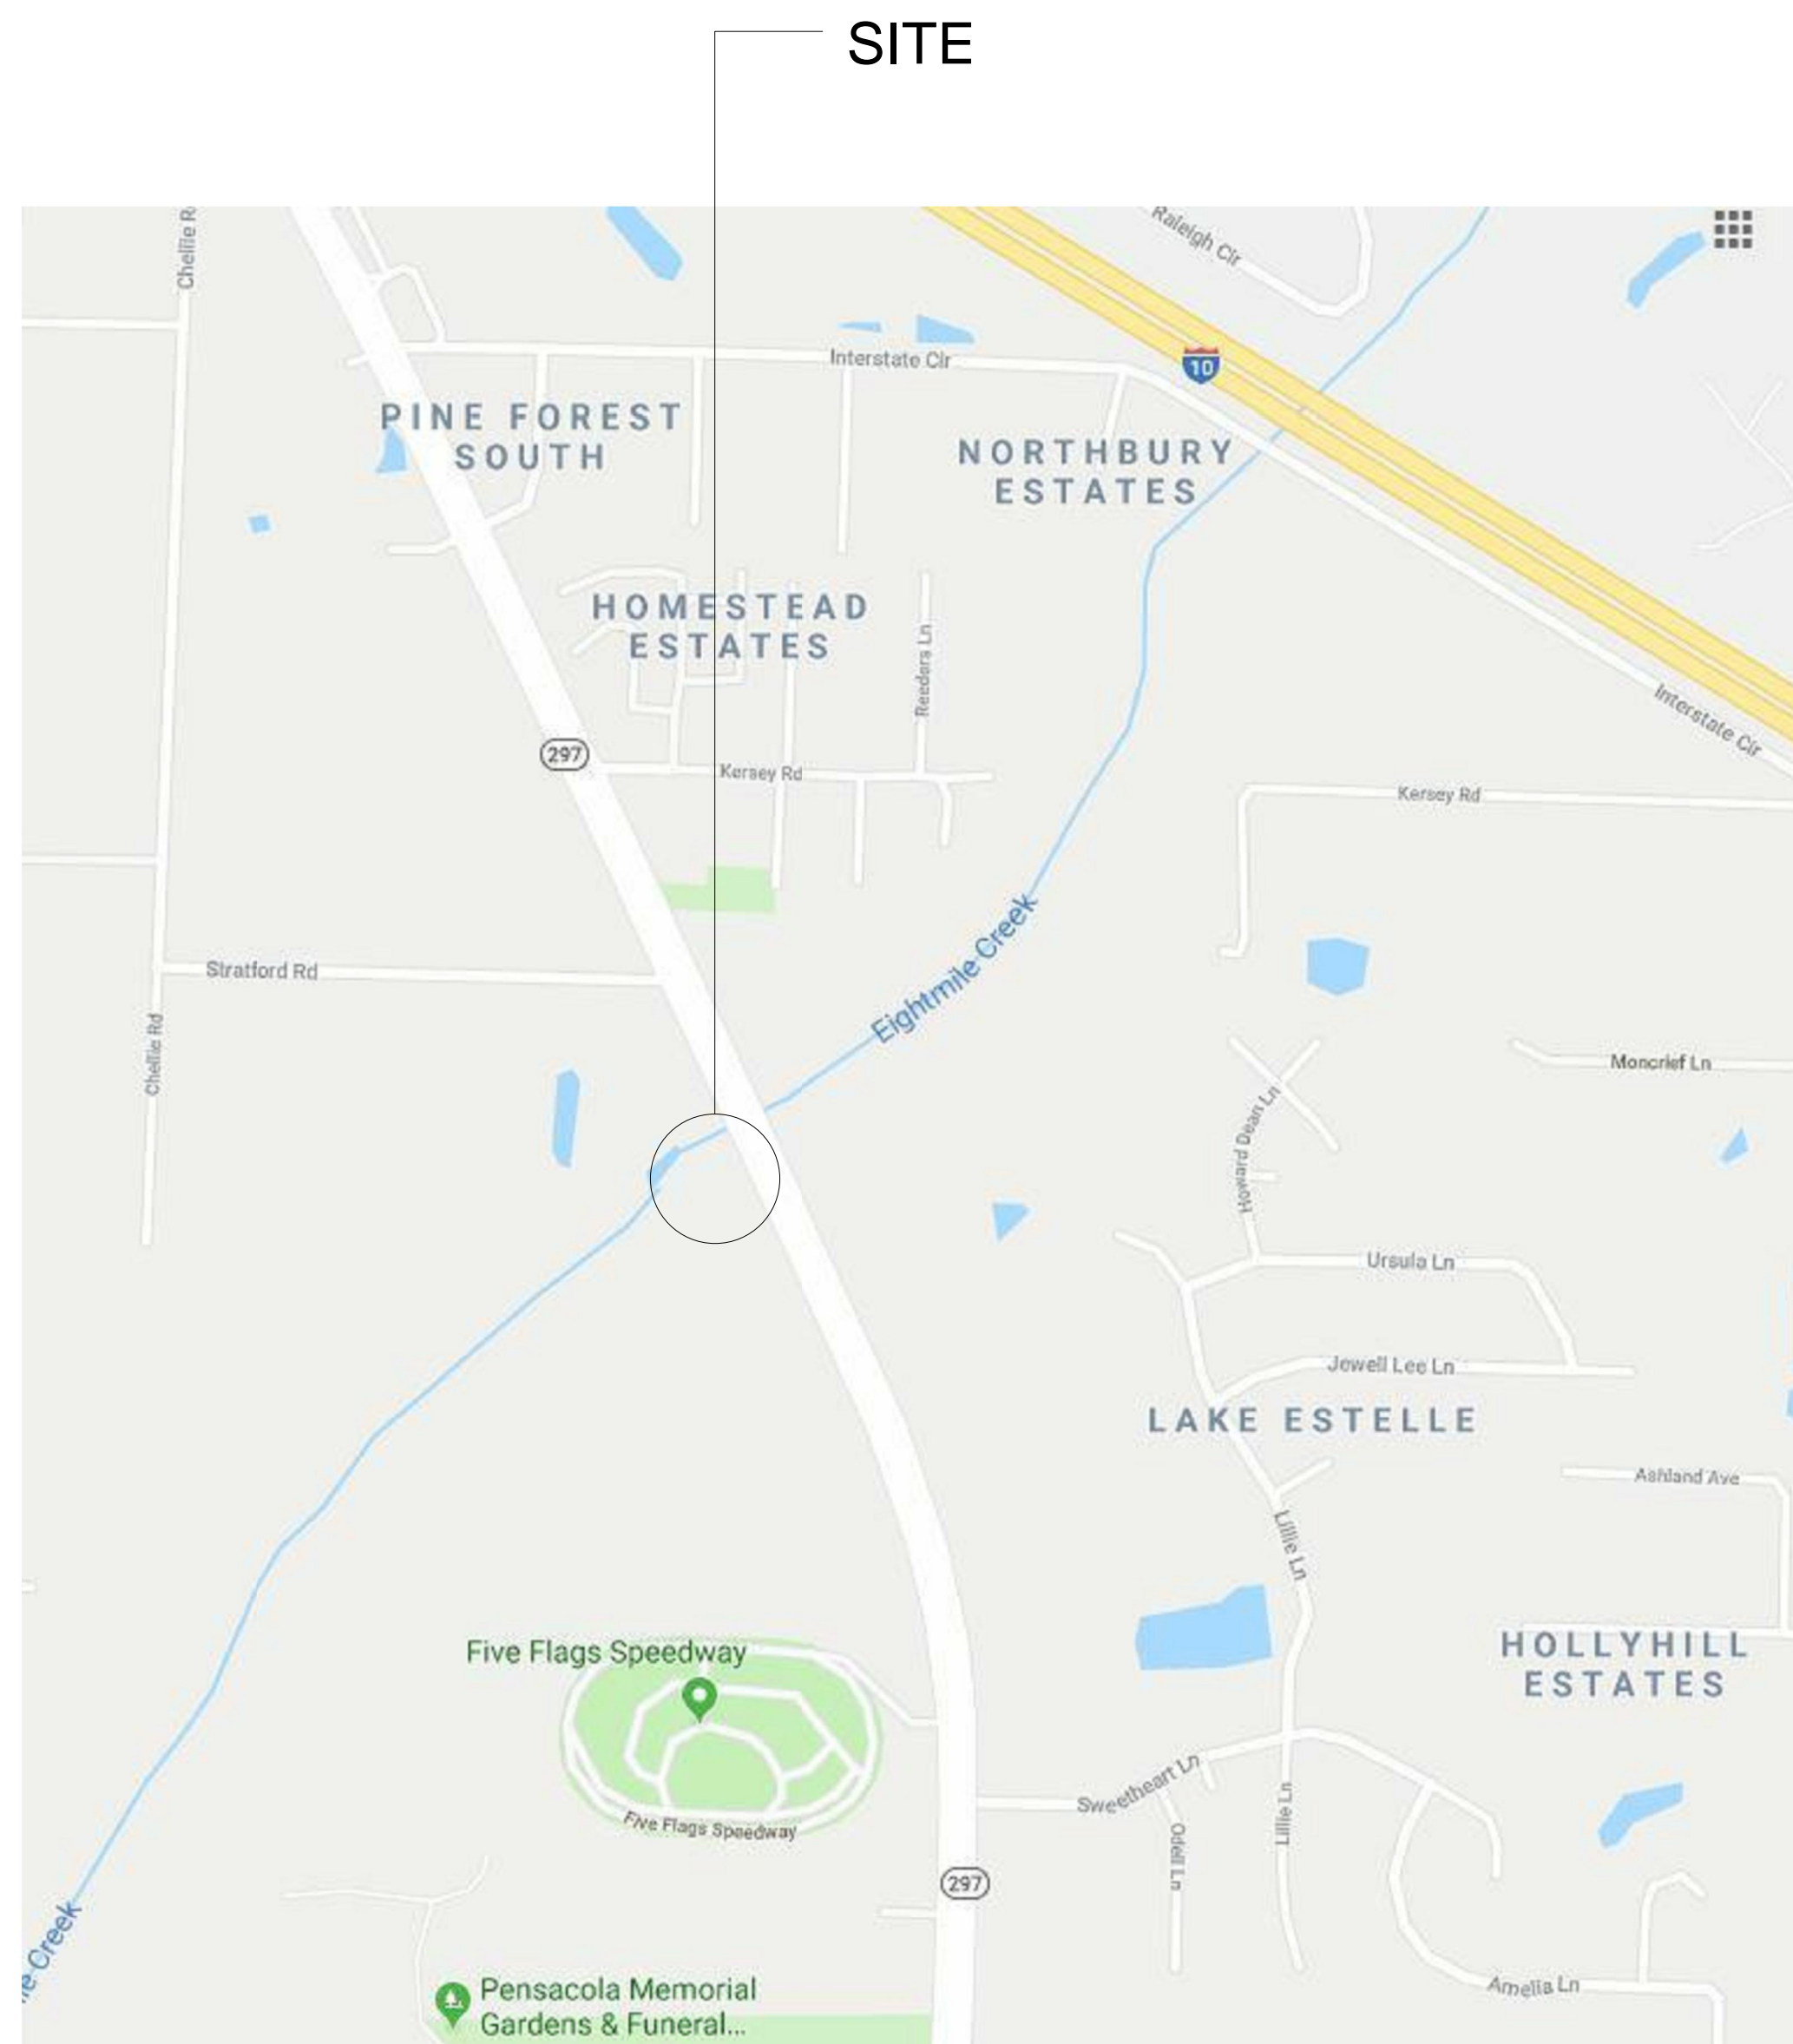 SITE
Chellie R
Raleigh Cir
10
Interstate Cir
PINE FOREST
SOUTH
NORTHBURY
ESTATES
HOMESTEAD
ESTATES
Reeders Ln
Interstate Cir
297
Kersey Rd
Kersey Rd
Eightmile Creek
Stratford Rd
Chellie Rd
Moncrief Ln
Howard Dean Ln
Ursula Ln
Jewell Lee Ln
LAKE ESTELLE
Ashland Ave
Lillie Ln
Five Flags Speedway
HOLLYHILL
ESTATES
Sweetheart Ln
Five Flags Speedway
Odell Ln
Lillie Ln
297
le Creek
Pensacola Memorial
Gardens & Funeral...
Amelia Ln